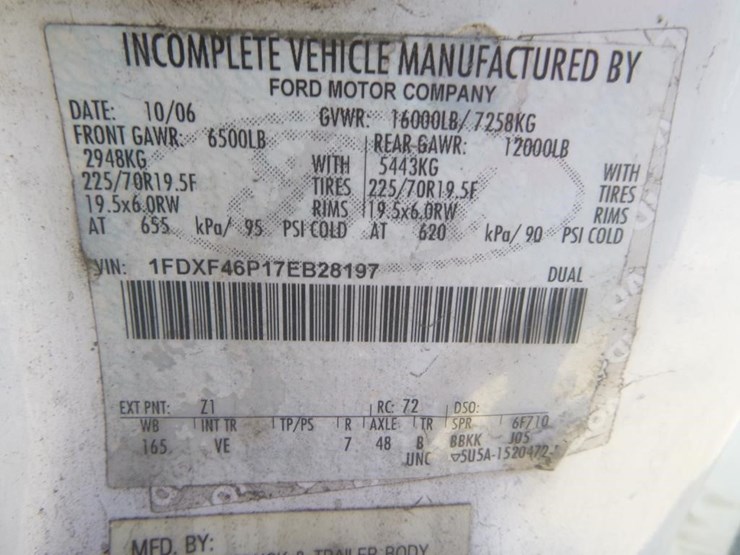 INCOMPLETE VEHICLE MANUFACTURED BY
FORD MOTOR COMPANY
DATE: 10/06 GVWR: 16000LB/7258KG
FRONT GAWR: 6500LB REAR GAWR: 12000LB
2948KG WITH 5443KG WITH
225/70R19.5F TIRES 225/70R19.5F TIRES
19.5x6.0RW RIMS 19.5x6.0RW RIMS
AT 655 kPa/ 95 PSI COLD AT 620 kPa/ 90 PSI COLD
VIN: 1FDXF46P17EB28197 DUAL
EXT PNT: Z1 RC: 72 DSO:
WB INT TR TP/PS R AXLE TR SPR 6F710
165 VE 7 48 B BBKK J05
UNC ▽5U5A-1520472-
MFD. BY:
& TRAILER BODY